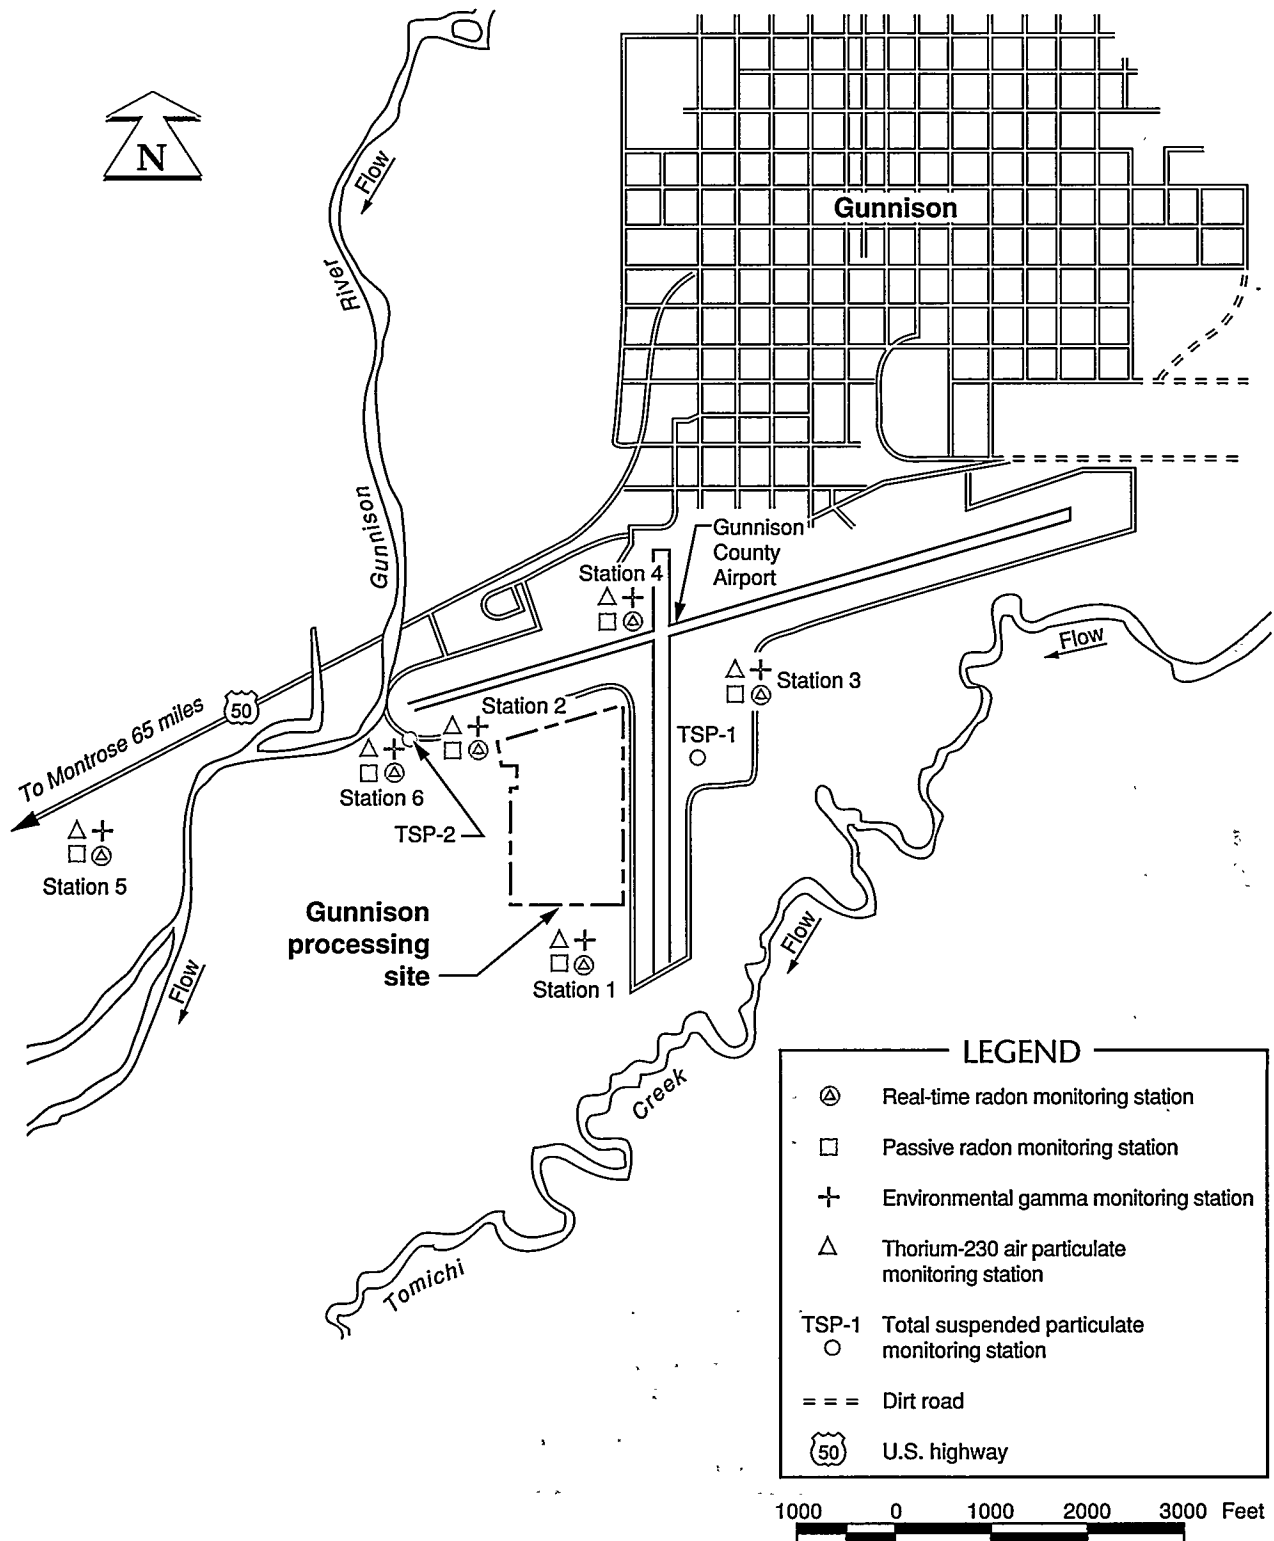 N
Flow
River
Gunnison
Gunnison
Gunnison
County
Airport
Station 4
Flow
Station 3
Station 2
50
To Montrose 65 miles
TSP-1
Station 6
TSP-2
Station 5
Gunnison
processing
site
Flow
Flow
Station 1
Creek
Tomichi
LEGEND
Real-time radon monitoring station
Passive radon monitoring station
Environmental gamma monitoring station
Thorium-230 air particulate
monitoring station
TSP-1 Total suspended particulate
monitoring station
Dirt road
50 U.S. highway
1000 0 1000 2000 3000 Feet